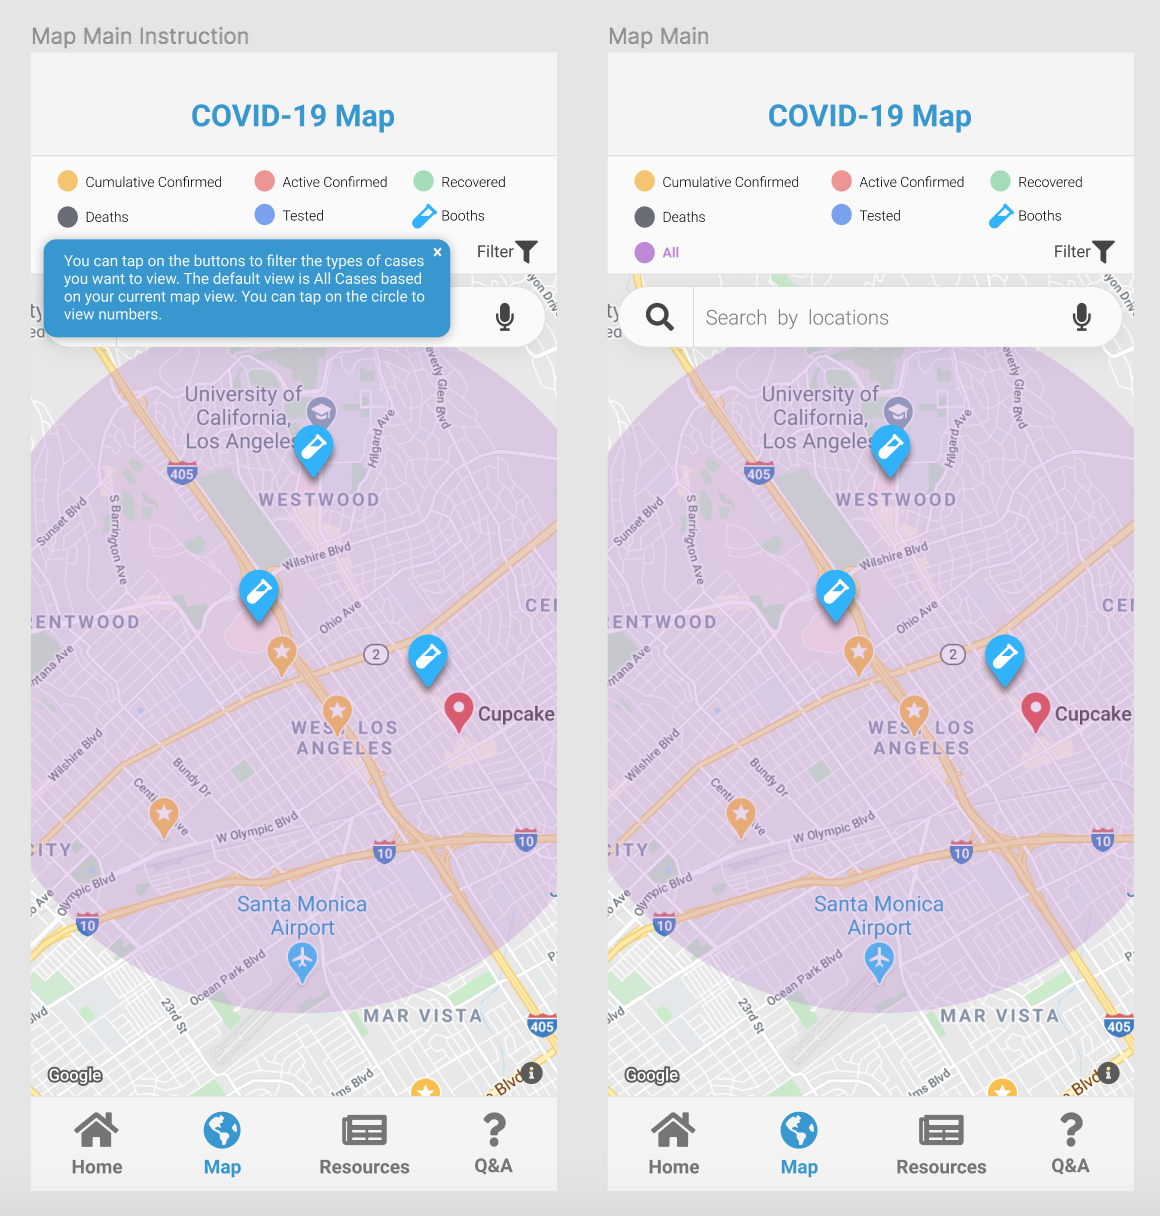 Map Main Instruction
COVID-19 Map
Cumulative Confirmed
Active Confirmed
Recovered
Deaths
Tested
Booths
Filter
You can tap on the buttons to filter the types of cases
you want to view. The default view is All Cases based
on your current map view. You can tap on the circle to
view numbers.
x
University of
California,
Los Angeles
Beverly Glen Blvd
Hilgard Ave
405
WESTWOOD
Sunset Blvd
S Barrington Ave
Wilshire Blvd
Ohio Ave
CEN
RENTWOOD
2
Cupcake
WEST LOS
ANGELES
Wilshire Blvd
Bundy Dr
W Olympic Blvd
10
10
CITY
Olympic Blvd
10
Santa Monica
Airport
Ocean Park Blvd
23rd St
MAR VISTA
405
Google
lms Blvd
Blvd
Home
Map
Resources
Q&A
Map Main
COVID-19 Map
Cumulative Confirmed
Active Confirmed
Recovered
Deaths
Tested
Booths
All
Filter
Search by locations
University of
California,
Los Angeles
Hilgard Ave
405
WESTWOOD
Sunset Blvd
S Barrington Ave
Wilshire Blvd
Ohio Ave
CEN
RENTWOOD
2
Cupcake
WEST LOS
ANGELES
Wilshire Blvd
Bundy Dr
W Olympic Blvd
10
10
CITY
Olympic Blvd
10
Santa Monica
Airport
Ocean Park Blvd
23rd St
MAR VISTA
405
Google
lms Blvd
Blvd
Home
Map
Resources
Q&A